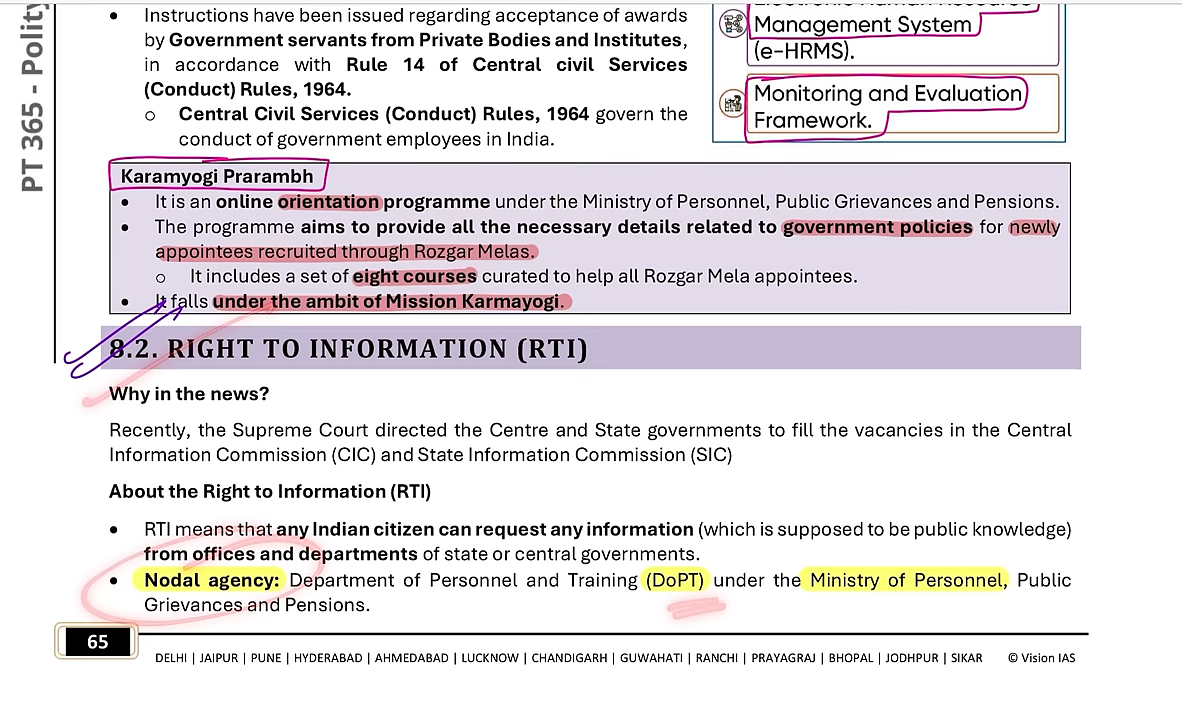 PT 365 - Polity
• Instructions have been issued regarding acceptance of awards
by Government servants from Private Bodies and Institutes,
in accordance with Rule 14 of Central civil Services
(Conduct) Rules, 1964.
o Central Civil Services (Conduct) Rules, 1964 govern the
conduct of government employees in India.
Electronic Human Resource
Management System
(e-HRMS).
Monitoring and Evaluation
Framework.
Karamyogi Prarambh
• It is an online orientation programme under the Ministry of Personnel, Public Grievances and Pensions.
• The programme aims to provide all the necessary details related to government policies for newly
appointees recruited through Rozgar Melas.
o It includes a set of eight courses curated to help all Rozgar Mela appointees.
• It falls under the ambit of Mission Karmayogi.
8.2. RIGHT TO INFORMATION (RTI)
Why in the news?
Recently, the Supreme Court directed the Centre and State governments to fill the vacancies in the Central
Information Commission (CIC) and State Information Commission (SIC)
About the Right to Information (RTI)
• RTI means that any Indian citizen can request any information (which is supposed to be public knowledge)
from offices and departments of state or central governments.
• Nodal agency: Department of Personnel and Training (DoPT) under the Ministry of Personnel, Public
Grievances and Pensions.
65
DELHI | JAIPUR | PUNE | HYDERABAD | AHMEDABAD | LUCKNOW | CHANDIGARH | GUWAHATI | RANCHI | PRAYAGRAJ | BHOPAL | JODHPUR | SIKAR © Vision IAS